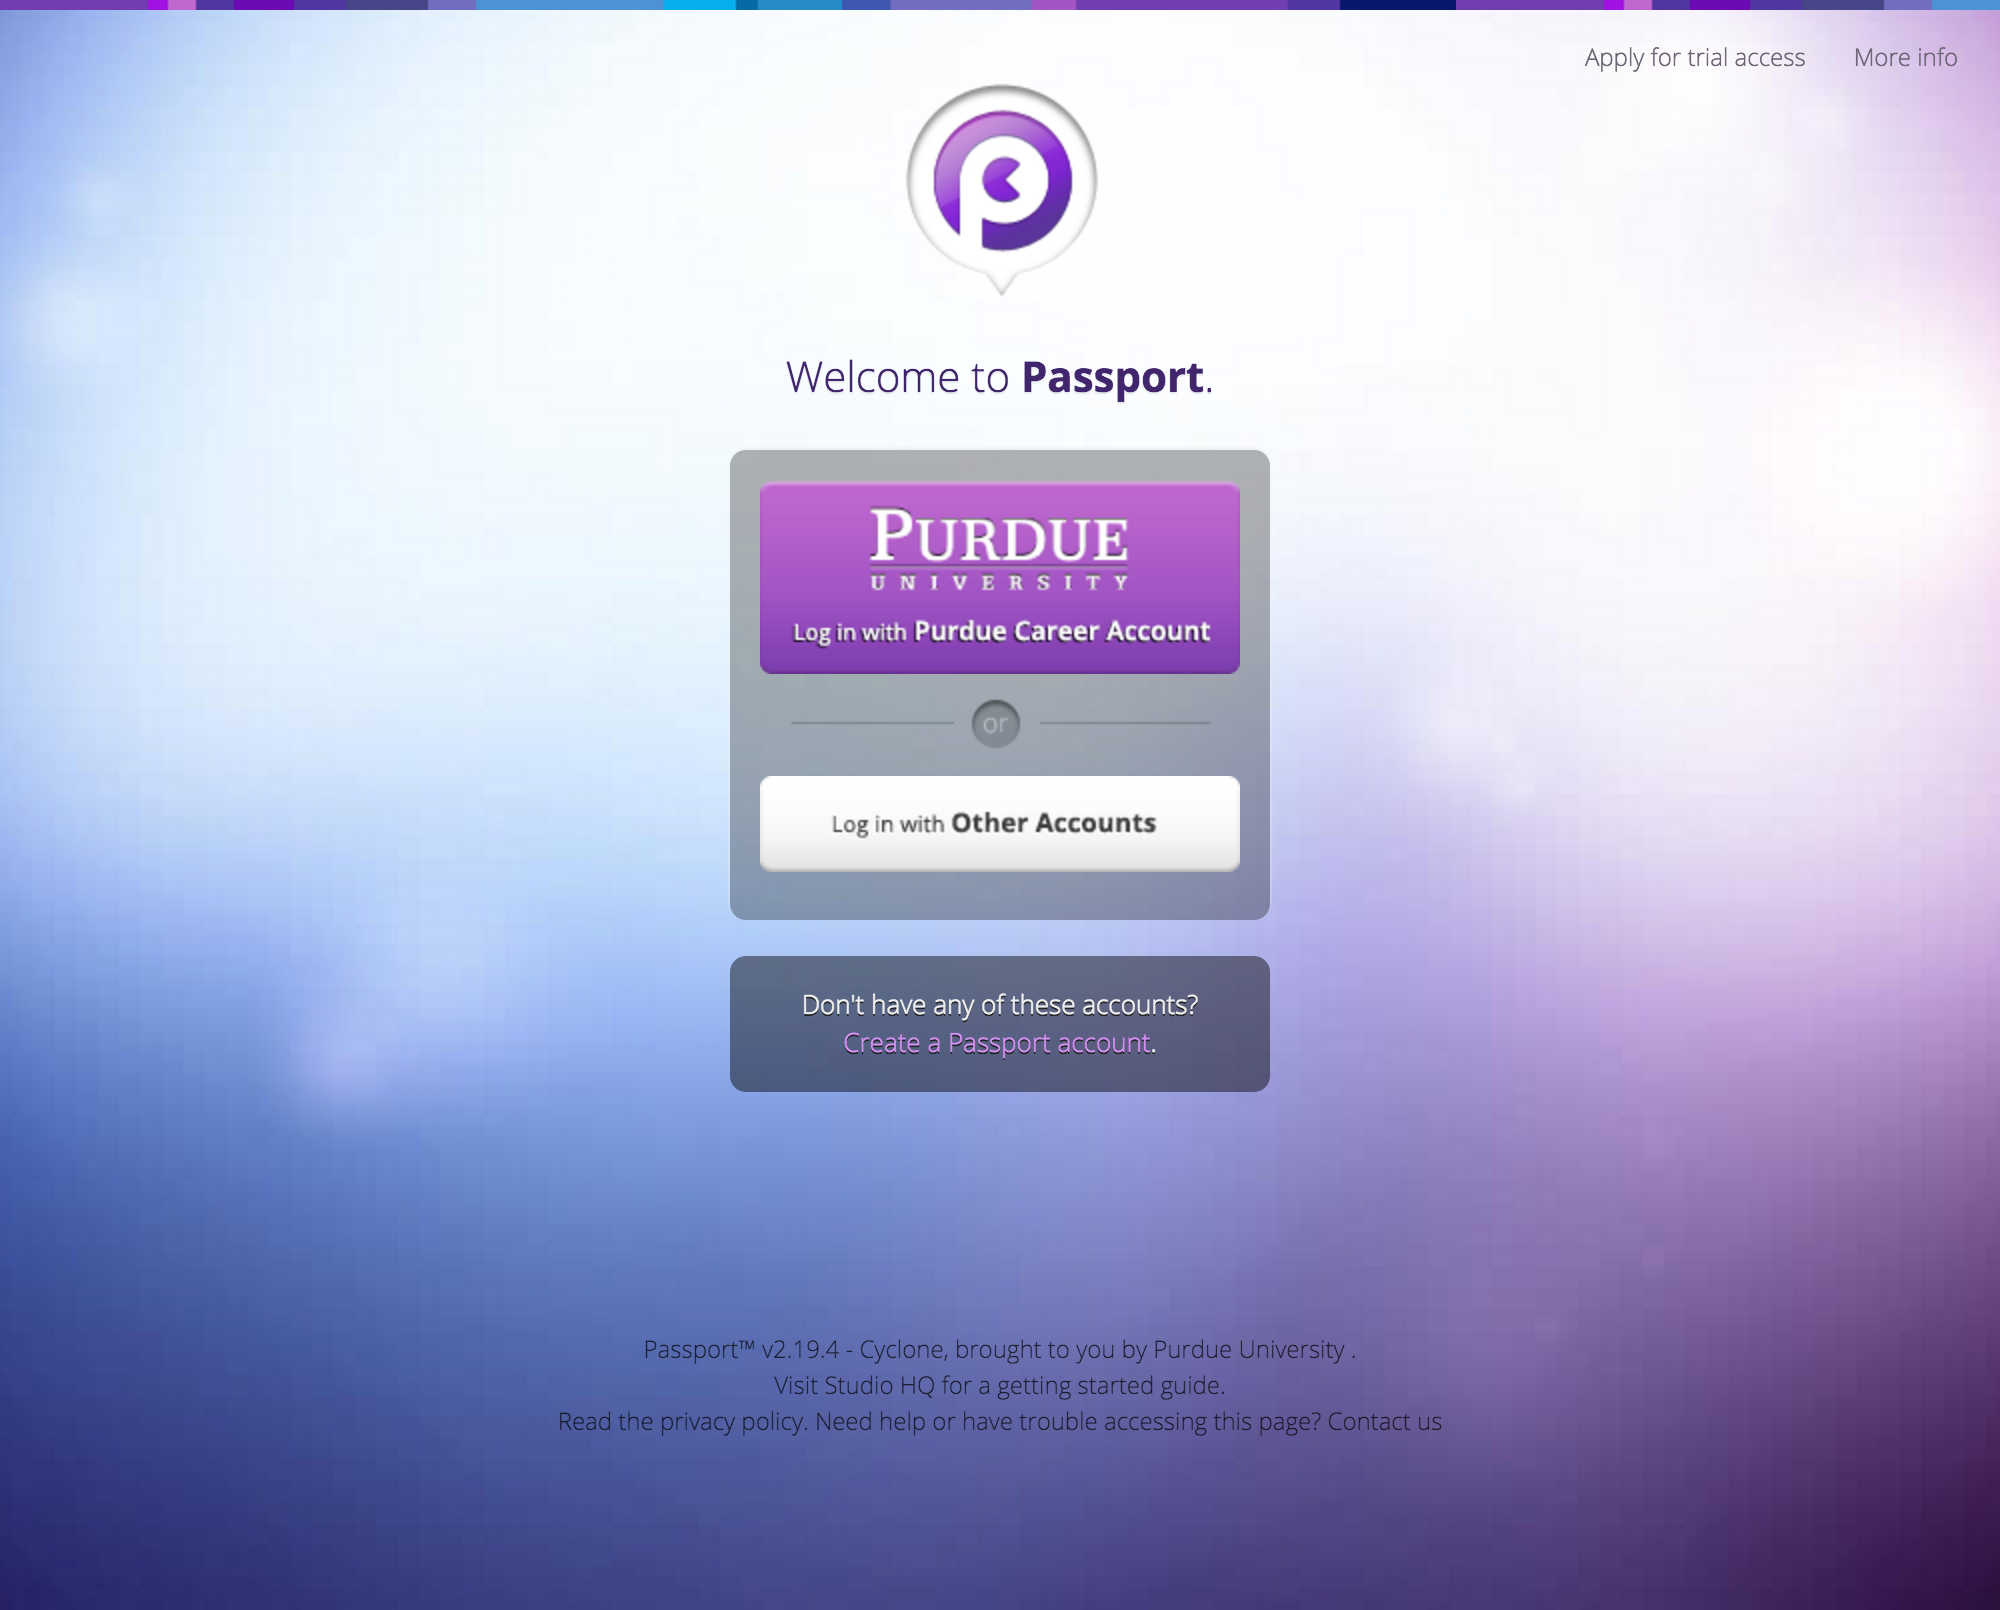 Apply for trial access More info
Welcome to Passport.
PURDUE
UNIVERSITY
Log in with Purdue Career Account
or
Log in with Other Accounts
Don't have any of these accounts?
Create a Passport account.
Passport™ v2.19.4 - Cyclone, brought to you by Purdue University .
Visit Studio HQ for a getting started guide.
Read the privacy policy. Need help or have trouble accessing this page? Contact us